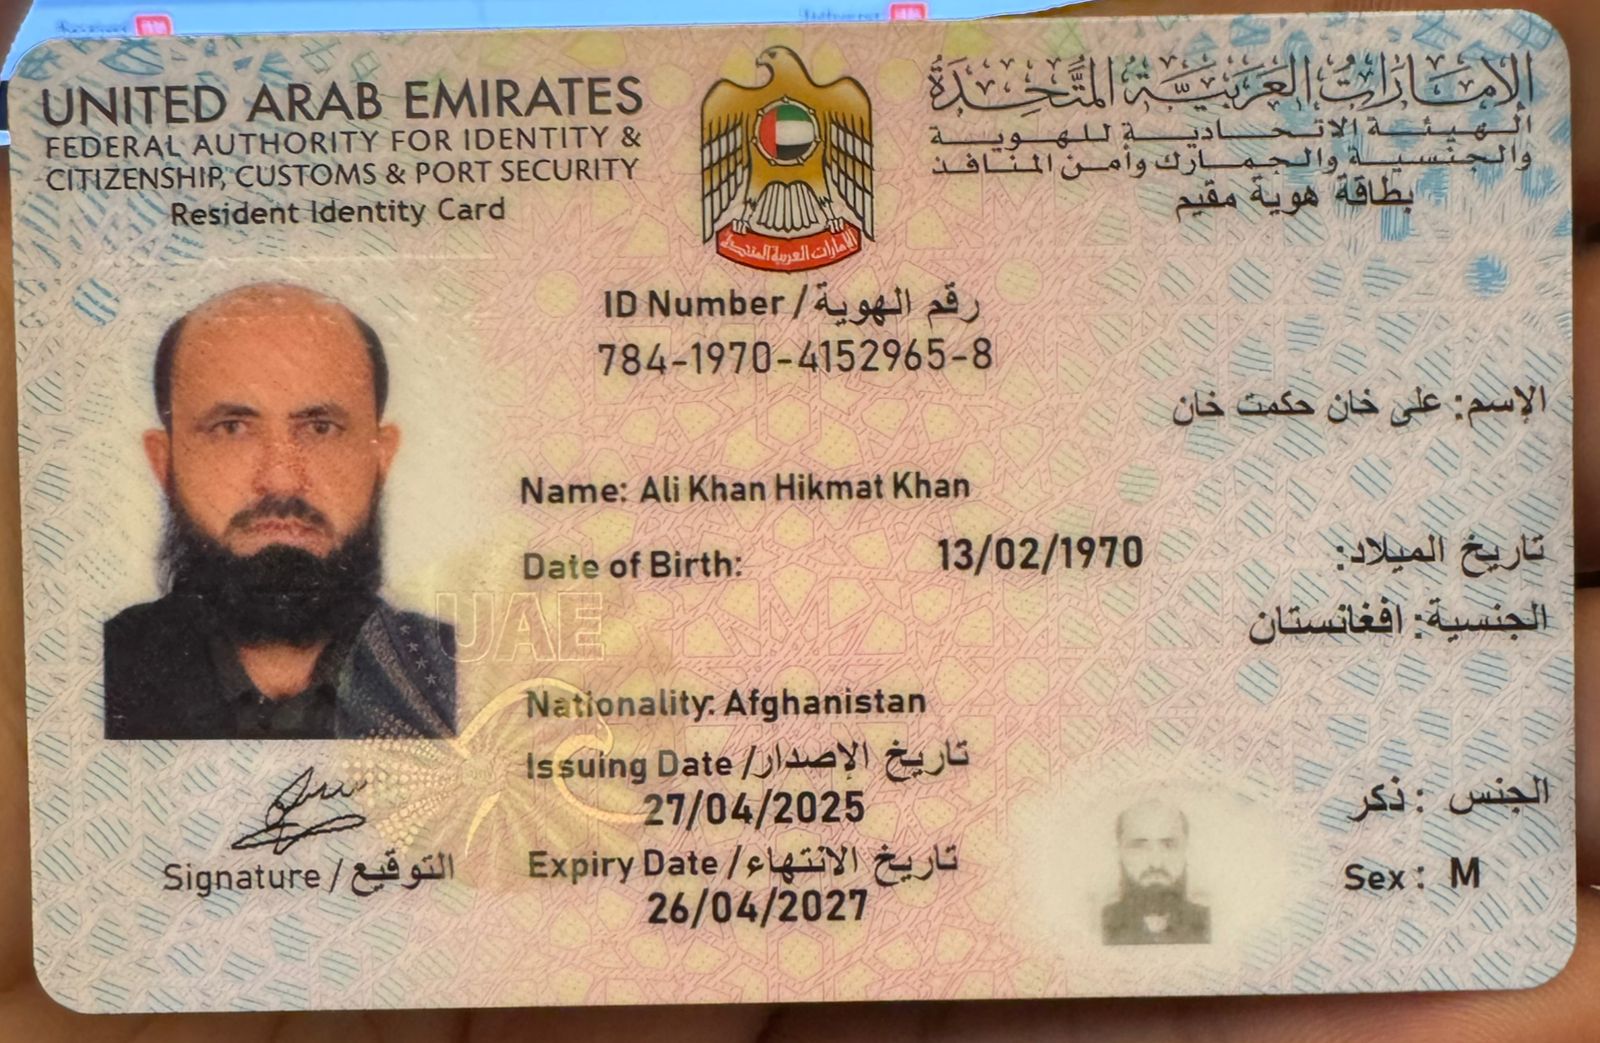 UNITED ARAB EMIRATES
FEDERAL AUTHORITY FOR IDENTITY &
CITIZENSHIP, CUSTOMS & PORT SECURITY
Resident Identity Card
الإمارات العربية المتحدة
الهيئة الاتحادية للهوية
والجنسية والجمارك وأمن المنافذ
بطاقة هوية مقيم
الإمارات العربية المتحدة
ID Number / رقم الهوية
784-1970-4152965-8
الإسم: على خان حكمت خان
Name: Ali Khan Hikmat Khan
Date of Birth: 13/02/1970 تاريخ الميلاد:
الجنسية: افغانستان
UAE
Nationality: Afghanistan
Issuing Date / تاريخ الإصدار
27/04/2025
الجنس : ذكر
Expiry Date / تاريخ الانتهاء
26/04/2027
Sex : M
Signature / التوقيع